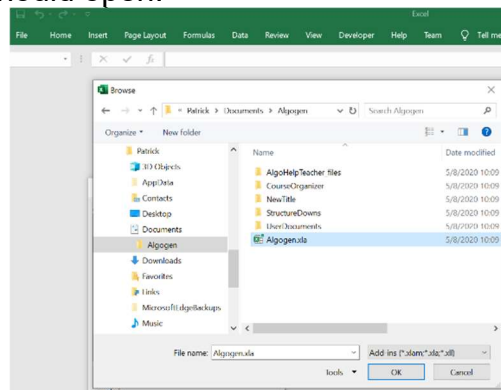 should open.
Excel
File Home Insert Page Layout Formulas Data Review View Developer Help Team Tell me
fx
Browse
« Patrick > Documents > Algogen
Search Algogen
Organize New folder
Patrick
3D Objects
AppData
Contacts
Desktop
Documents
Algogen
Downloads
Favorites
Links
MicrosoftEdgeBackups
Music
Name Date modified
AlgoHelpTeacher files 5/8/2020 10:09
CourseOrganizer 5/8/2020 10:09
NewTitle 5/8/2020 10:09
StructureDowns 5/8/2020 10:09
UserDocuments 5/8/2020 10:09
Algogen.xla 5/8/2020 10:09
File name: Algogen.xla Add-ins (*.xlam;*.xla;*.xll)
Tools OK Cancel